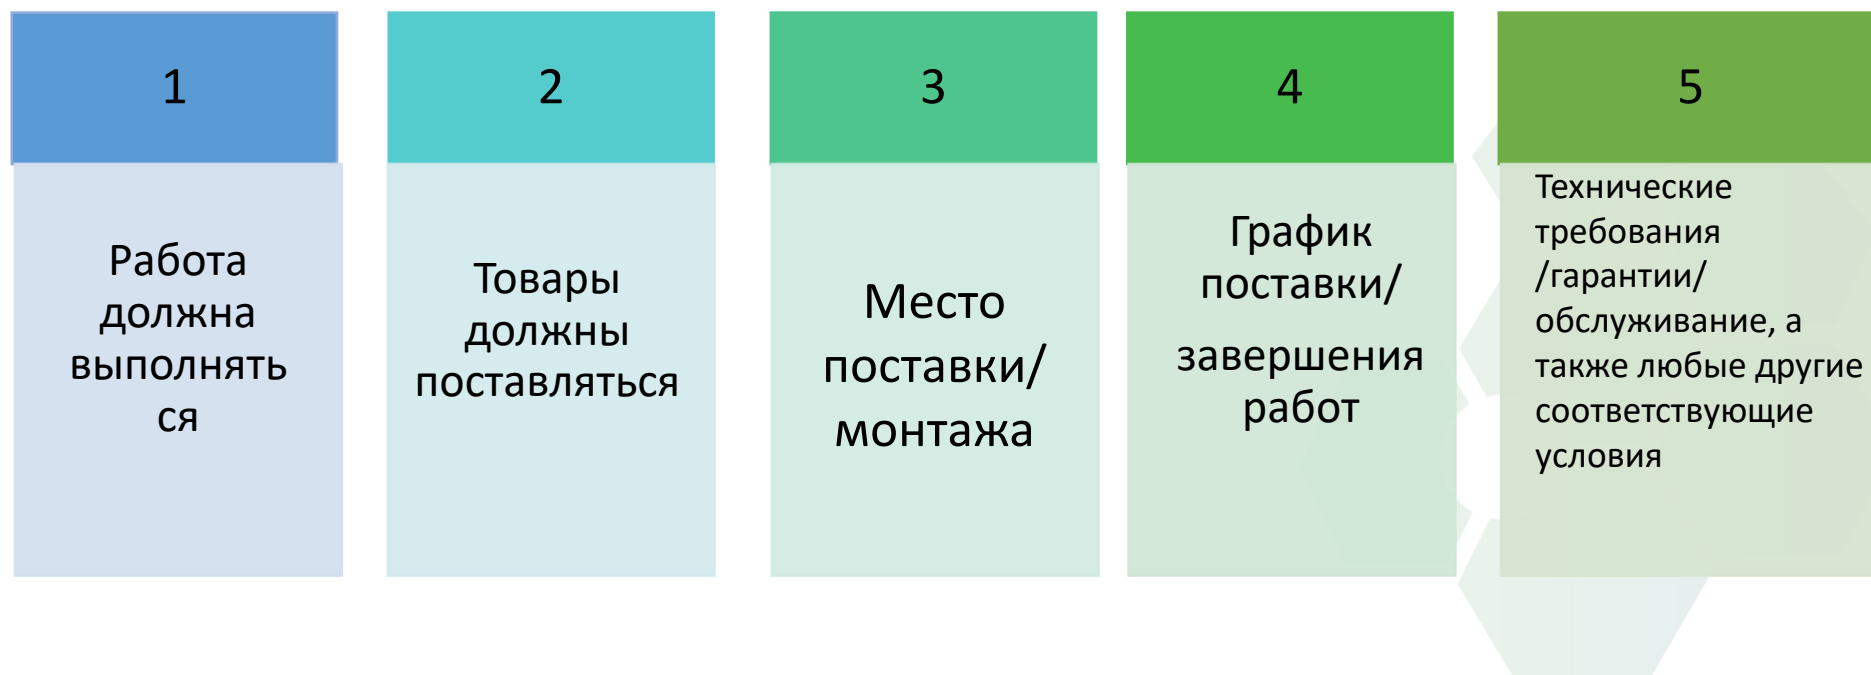 1
Работа
должна
выполнять
ся
2
Товары
должны
поставляться
3
Место
поставки/
монтажа
4
График
поставки/
завершения
работ
5
Технические
требования
/гарантии/
обслуживание, а
также любые другие
соответствующие
условия